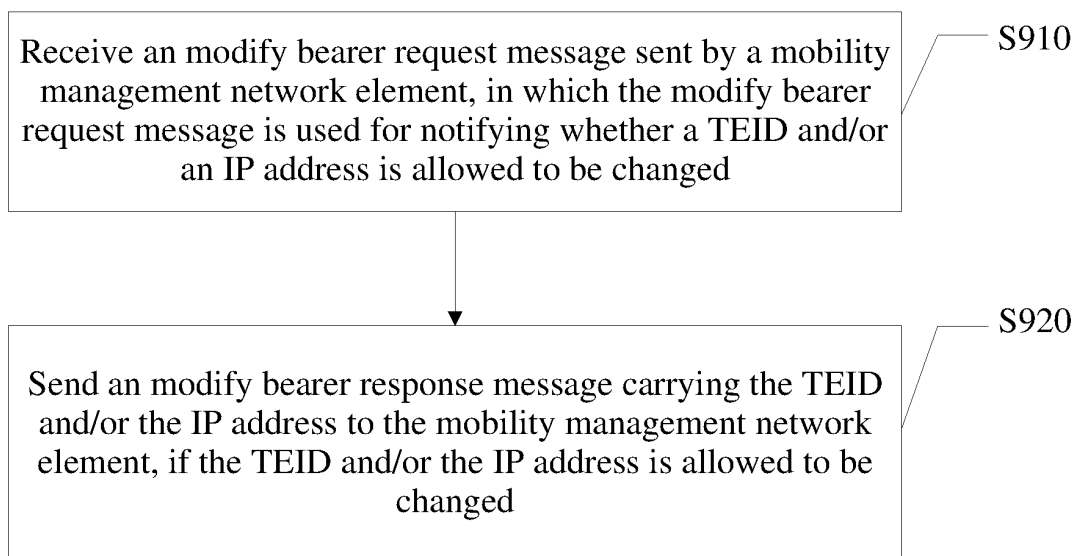 Receive an modify bearer request message sent by a mobility
management network element, in which the modify bearer
request message is used for notifying whether a TEID and/or
an IP address is allowed to be changed
S910
Send an modify bearer response message carrying the TEID
and/or the IP address to the mobility management network
element, if the TEID and/or the IP address is allowed to be
changed
S920